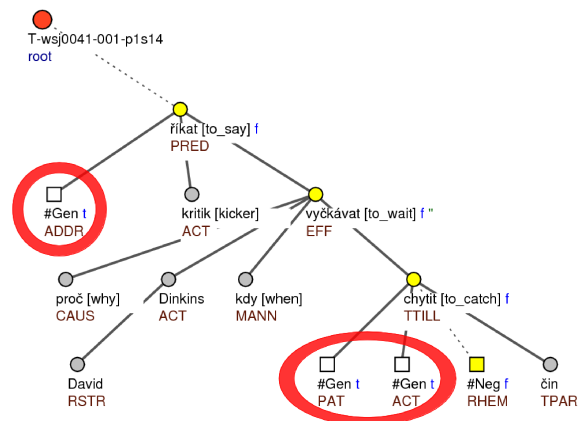 T-wsj0041-001-p1s14
root
říkat [to_say] f
PRED
#Gen t
ADDR
kritik [kicker]
ACT
vyčkávat [to_wait] f "
EFF
proč [why]
CAUS
Dinkins
ACT
kdy [when]
MANN
chytit [to_catch] f
TTILL
David
RSTR
#Gen t
PAT
#Gen t
ACT
#Neg f
RHEM
čin
TPAR